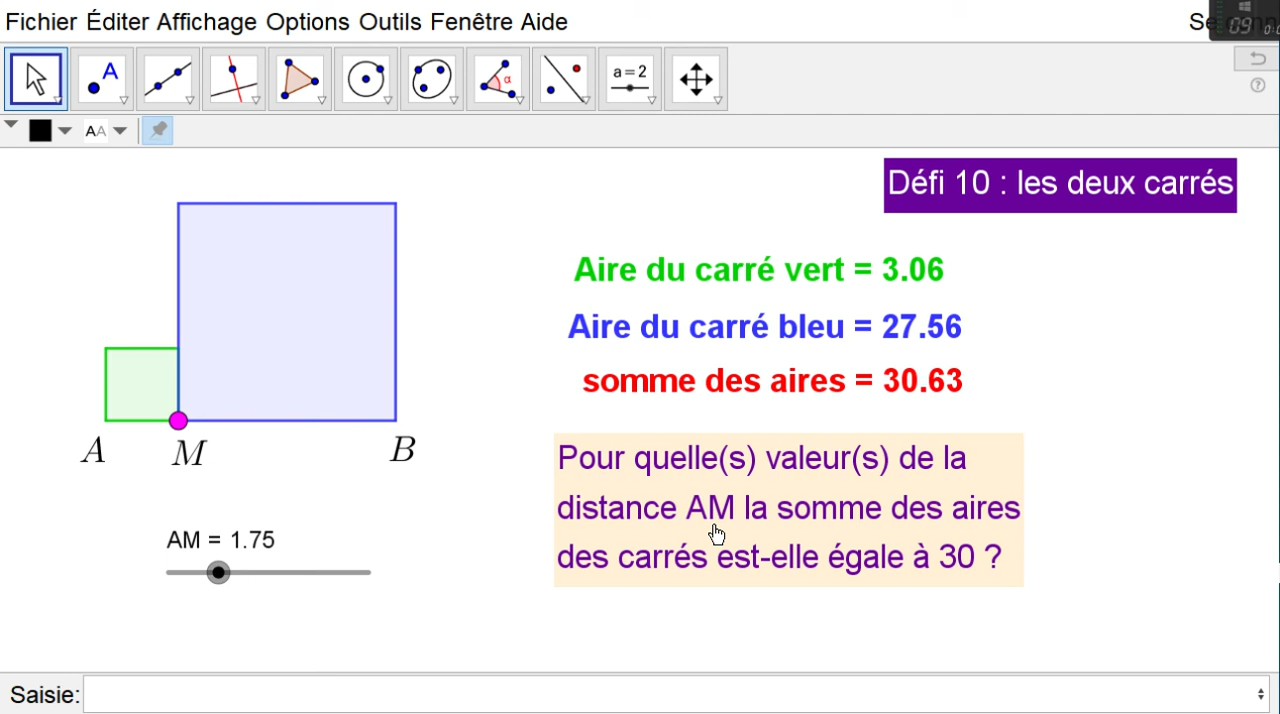 Fichier Éditer Affichage Options Outils Fenêtre Aide
A
α
a=2
AA
Défi 10 : les deux carrés
Aire du carré vert = 3.06
Aire du carré bleu = 27.56
somme des aires = 30.63
A
M
B
Pour quelle(s) valeur(s) de la
distance AM la somme des aires
des carrés est-elle égale à 30 ?
AM = 1.75
Saisie: